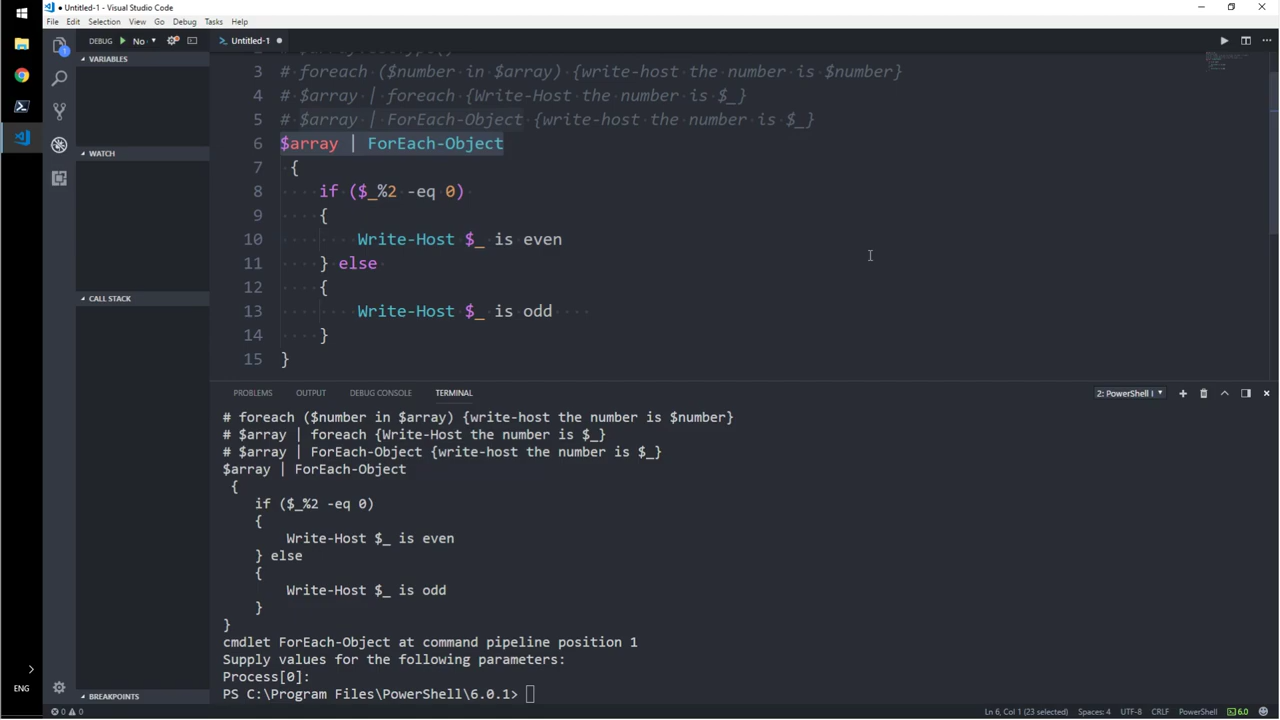 Untitled-1 - Visual Studio Code
File Edit Selection View Go Debug Tasks Help
DEBUG No
Untitled-1
VARIABLES
3 # foreach ($number in $array) {write-host the number is $number}
4 # $array | foreach {Write-Host the number is $_}
5 # $array | ForEach-Object {write-host the number is $_}
6 $array | ForEach-Object
7 {
8 if ($_%2 -eq 0)
9 {
10 Write-Host $_ is even
11 } else
12 {
13 Write-Host $_ is odd
14 }
15 }
WATCH
CALL STACK
BREAKPOINTS
PROBLEMS OUTPUT DEBUG CONSOLE TERMINAL
2: PowerShell I
# foreach ($number in $array) {write-host the number is $number}
# $array | foreach {Write-Host the number is $_}
# $array | ForEach-Object {write-host the number is $_}
$array | ForEach-Object
{
if ($_%2 -eq 0)
{
Write-Host $_ is even
} else
{
Write-Host $_ is odd
}
}
cmdlet ForEach-Object at command pipeline position 1
Supply values for the following parameters:
Process[0]:
PS C:\Program Files\PowerShell\6.0.1>
ENG
0 0
Ln 6, Col 1 (23 selected) Spaces: 4 UTF-8 CRLF PowerShell 6.0